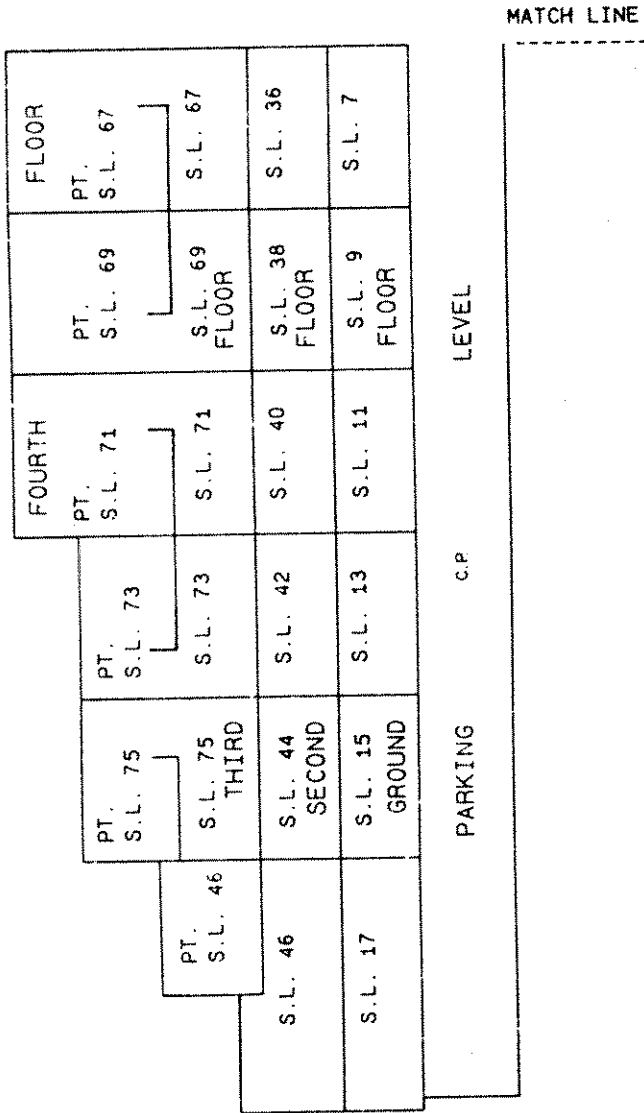 MATCH LINE
FOURTH FLOOR
PT.
S.L. 71
PT.
S.L. 69
PT.
S.L. 67
PT.
S.L. 75
PT.
S.L. 73
PT.
S.L. 46
S.L. 75
S.L. 73
S.L. 71
S.L. 69
S.L. 67
THIRD FLOOR
S.L. 46
S.L. 44
S.L. 42
S.L. 40
S.L. 38
S.L. 36
SECOND FLOOR
S.L. 17
S.L. 15
S.L. 13
S.L. 11
S.L. 9
S.L. 7
GROUND FLOOR
PARKING C.P. LEVEL